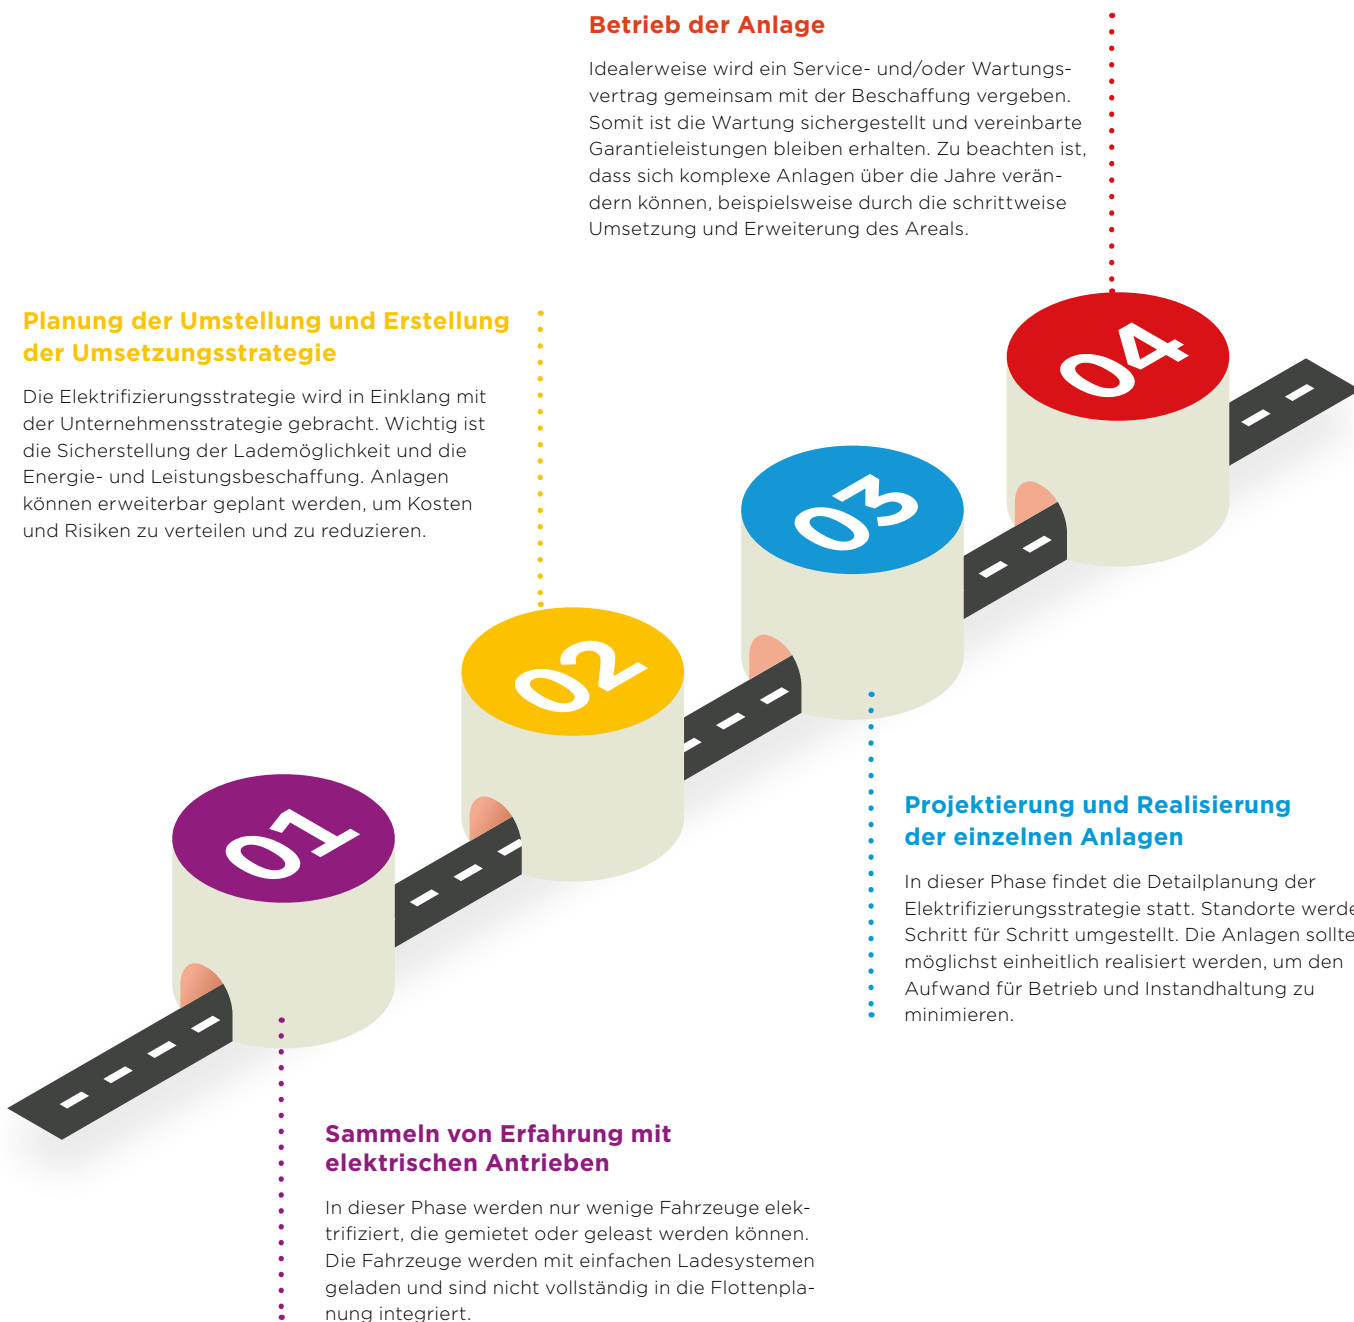 Betrieb der Anlage
Idealerweise wird ein Service- und/oder Wartungs-
vertrag gemeinsam mit der Beschaffung vergeben.
Somit ist die Wartung sichergestellt und vereinbarte
Garantieleistungen bleiben erhalten. Zu beachten ist,
dass sich komplexe Anlagen über die Jahre verän-
dern können, beispielsweise durch die schrittweise
Umsetzung und Erweiterung des Areals.
04
Planung der Umstellung und Erstellung
der Umsetzungsstrategie
Die Elektrifizierungsstrategie wird in Einklang mit
der Unternehmensstrategie gebracht. Wichtig ist
die Sicherstellung der Lademöglichkeit und die
Energie- und Leistungsbeschaffung. Anlagen
können erweiterbar geplant werden, um Kosten
und Risiken zu verteilen und zu reduzieren.
03
02
01
Projektierung und Realisierung
der einzelnen Anlagen
In dieser Phase findet die Detailplanung der
Elektrifizierungsstrategie statt. Standorte werde
Schritt für Schritt umgestellt. Die Anlagen sollte
möglichst einheitlich realisiert werden, um den
Aufwand für Betrieb und Instandhaltung zu
minimieren.
Sammeln von Erfahrung mit
elektrischen Antrieben
In dieser Phase werden nur wenige Fahrzeuge elek-
trifiziert, die gemietet oder geleast werden können.
Die Fahrzeuge werden mit einfachen Ladesystemen
geladen und sind nicht vollständig in die Flottenpla-
nung integriert.